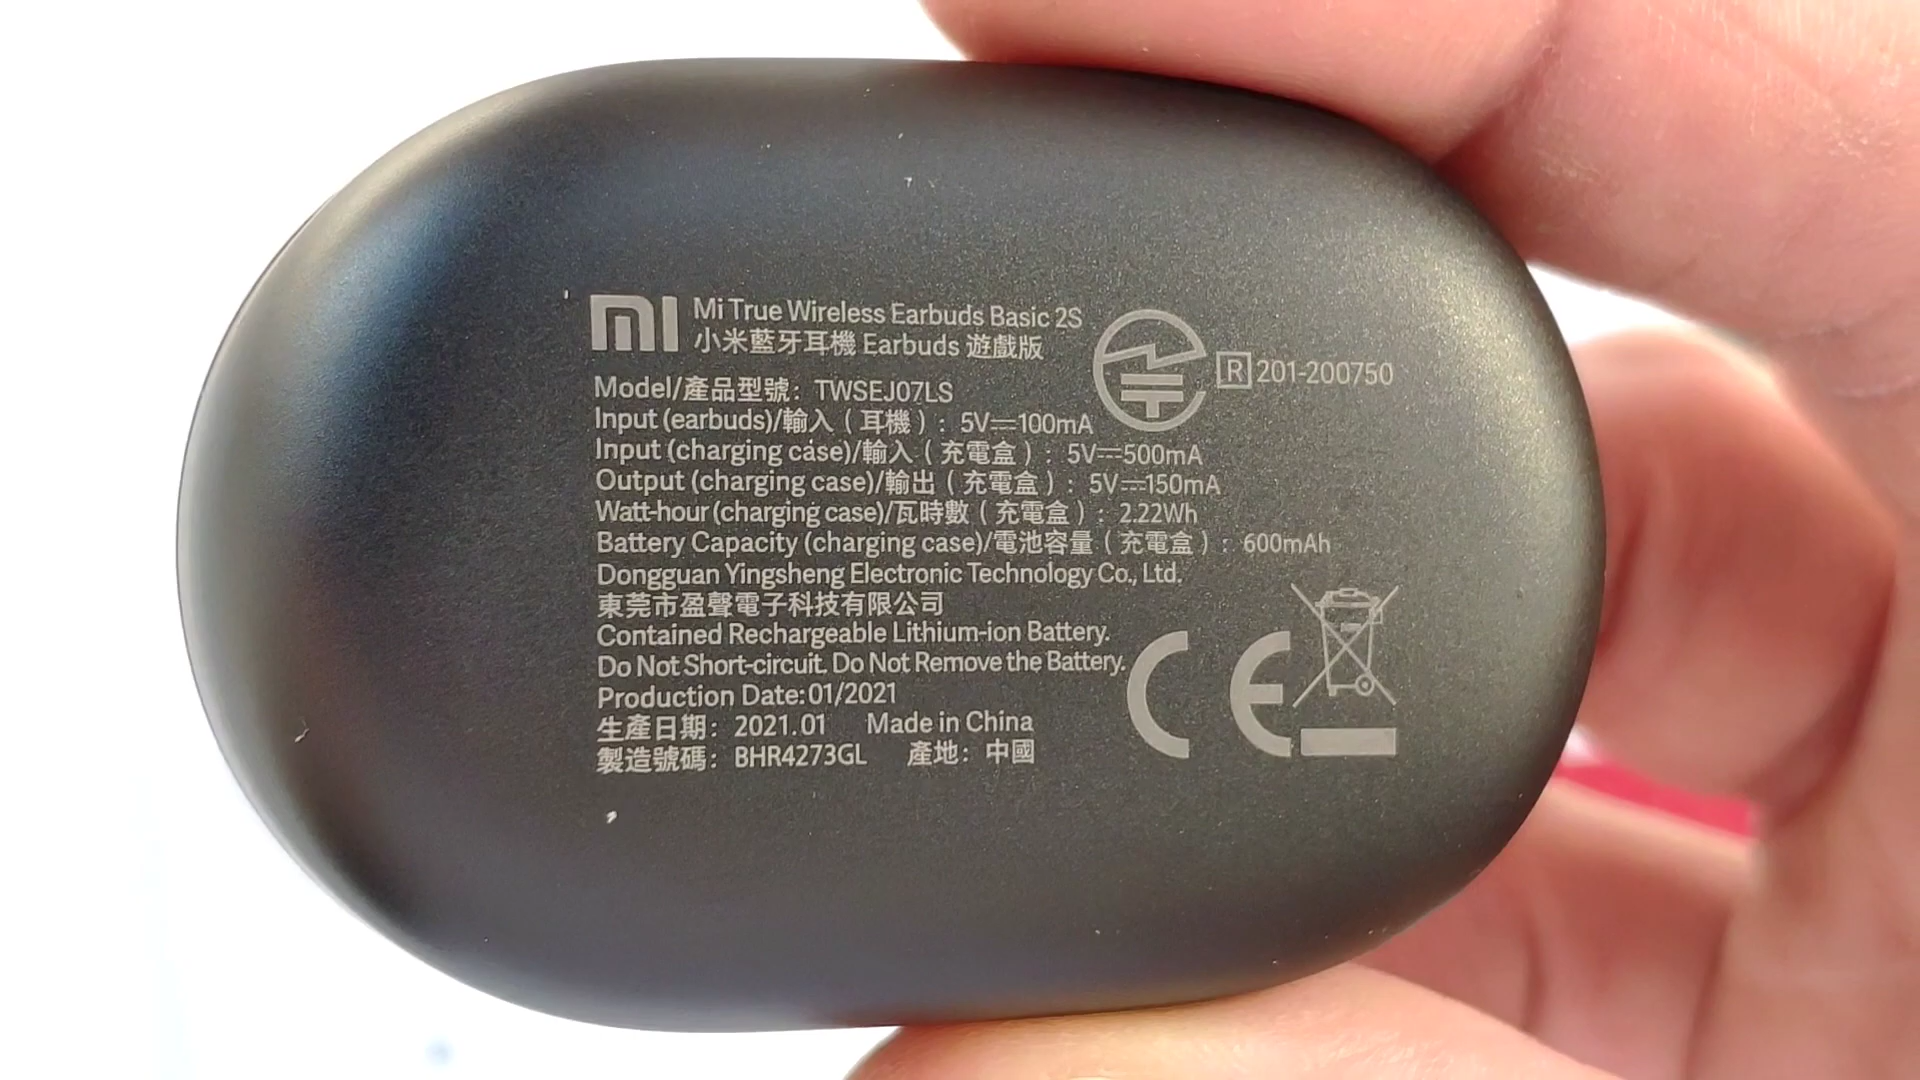 mi Mi True Wireless Earbuds Basic 2S
小米藍牙耳機 Earbuds 遊戲版
R 201-200750
Model/產品型號：TWSEJ07LS
Input (earbuds)/輸入（耳機）：5V⎓100mA
Input (charging case)/輸入（充電盒）：5V⎓500mA
Output (charging case)/輸出（充電盒）：5V⎓150mA
Watt-hour (charging case)/瓦時數（充電盒）：2.22Wh
Battery Capacity (charging case)/電池容量（充電盒）：600mAh
Dongguan Yingsheng Electronic Technology Co., Ltd.
東莞市盈聲電子科技有限公司
Contained Rechargeable Lithium-ion Battery.
Do Not Short-circuit. Do Not Remove the Battery.
Production Date: 01/2021
生產日期：2021.01 Made in China
製造號碼：BHR4273GL 產地：中國
CE